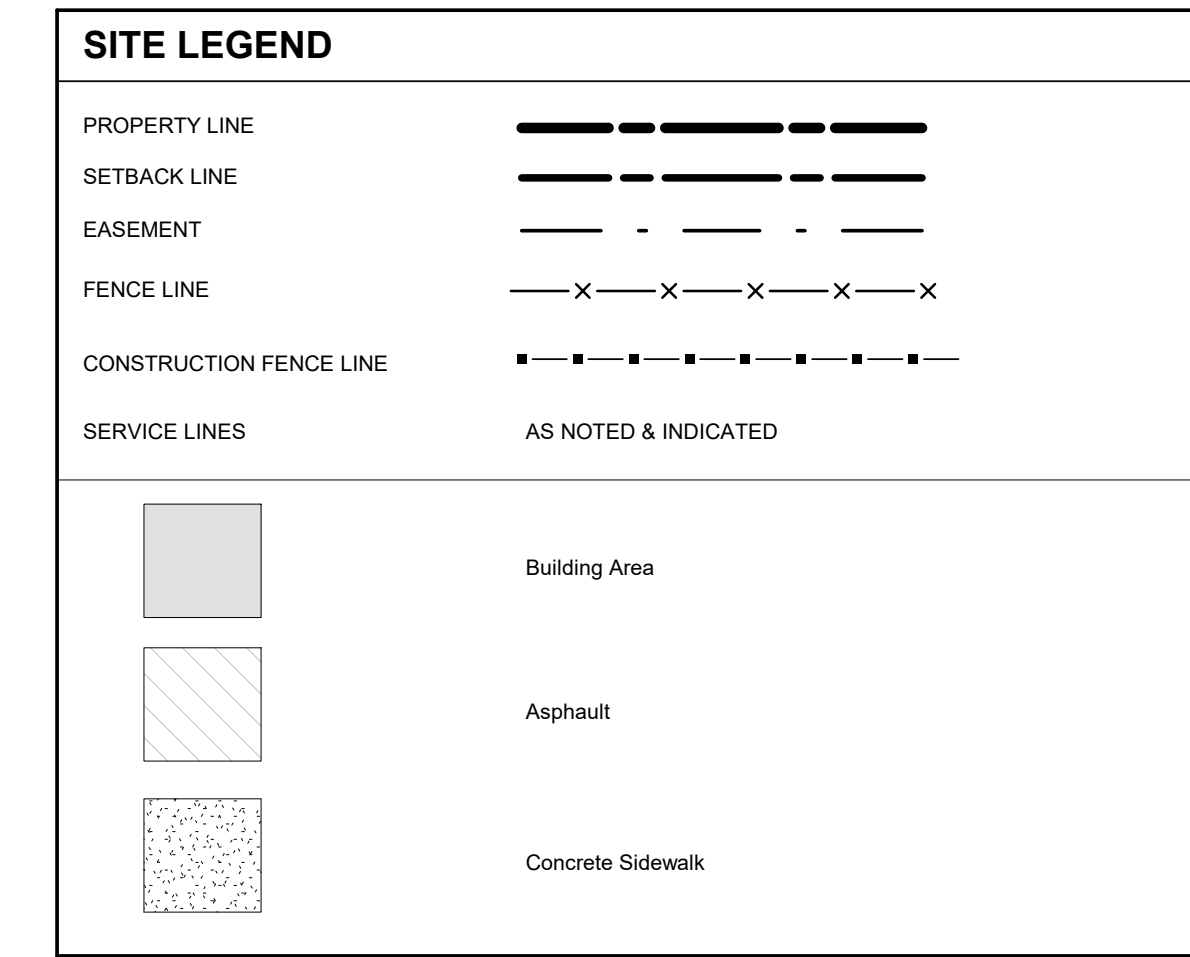 SITE LEGEND
PROPERTY LINE
SETBACK LINE
EASEMENT
FENCE LINE
CONSTRUCTION FENCE LINE
SERVICE LINES AS NOTED & INDICATED
Building Area
Asphault
Concrete Sidewalk